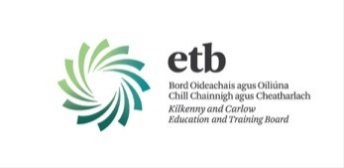 etb
Bord Oideachais agus Oiliúna
Chill Chainnigh agus Cheatharlach
Kilkenny and Carlow
Education and Training Board